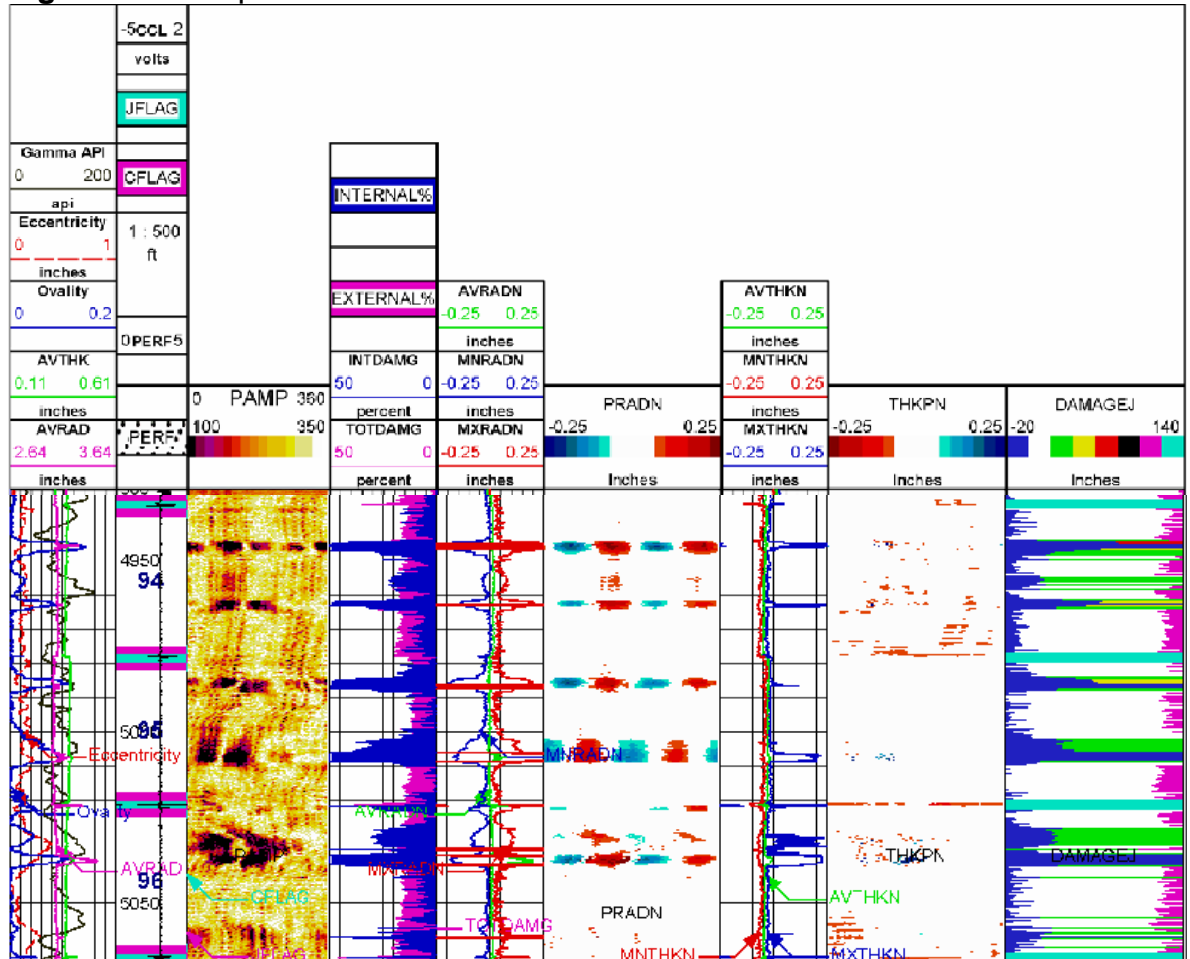 -5CCL 2
volts
JFLAG
Gamma API
0 200
api
CFLAG
INTERNAL%
Eccentricity
0 1
inches
1 : 500
ft
Ovality
0 0.2
EXTERNAL%
AVRADN
-0.25 0.25
inches
AVTHKN
-0.25 0.25
inches
0PERF5
AVTHK
0.11 0.61
inches
INTDAMG
50 0
percent
MNRADN
-0.25 0.25
inches
MNTHKN
-0.25 0.25
inches
0 PAMP 360
100 350
PRADN
-0.25 0.25
Inches
THKPN
-0.25 0.25
Inches
DAMAGEJ
-20 140
Inches
AVRAD
2.64 3.64
inches
PERF
TOTDAMG
50 0
percent
MXRADN
-0.25 0.25
inches
MXTHKN
-0.25 0.25
inches
4950
94
95
Eccentricity
MNRADN
Ovality
AVRADN
AVRAD
MXRADN
THKPN
DAMAGEJ
96
CFLAG
AVTHKN
5050
PRADN
TOTDAMG
JFLAG
MNTHKN
MXTHKN